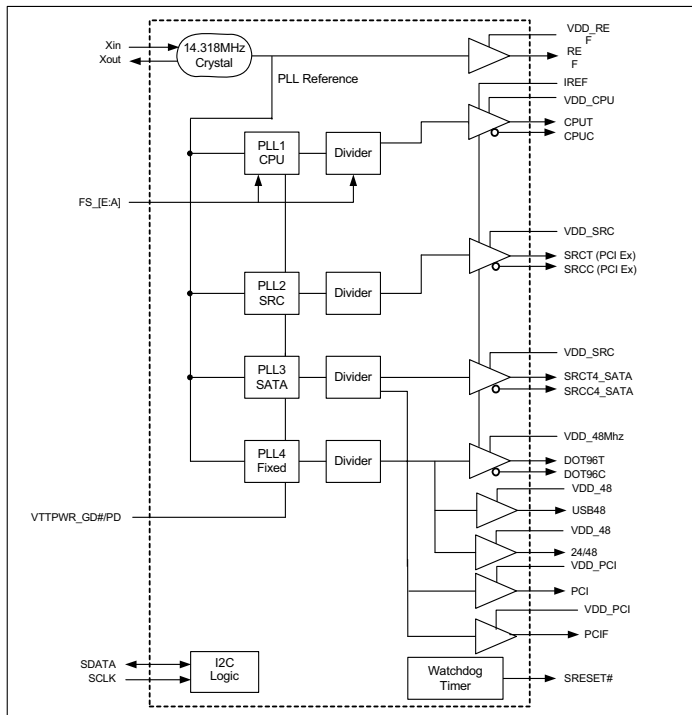 VDD_RE
F
Xin
14.318MHz
Crystal
RE
F
Xout
PLL Reference
IREF
VDD_CPU
PLL1
CPU
Divider
CPUT
CPUC
FS_[E:A]
VDD_SRC
SRCT (PCI Ex)
SRCC (PCI Ex)
PLL2
SRC
Divider
VDD_SRC
PLL3
SATA
Divider
SRCT4_SATA
SRCC4_SATA
VDD_48Mhz
PLL4
Fixed
Divider
DOT96T
DOT96C
VDD_48
USB48
VTTPWR_GD#/PD
VDD_48
24/48
VDD_PCI
PCI
VDD_PCI
PCIF
SDATA
SCLK
I2C
Logic
Watchdog
Timer
SRESET#